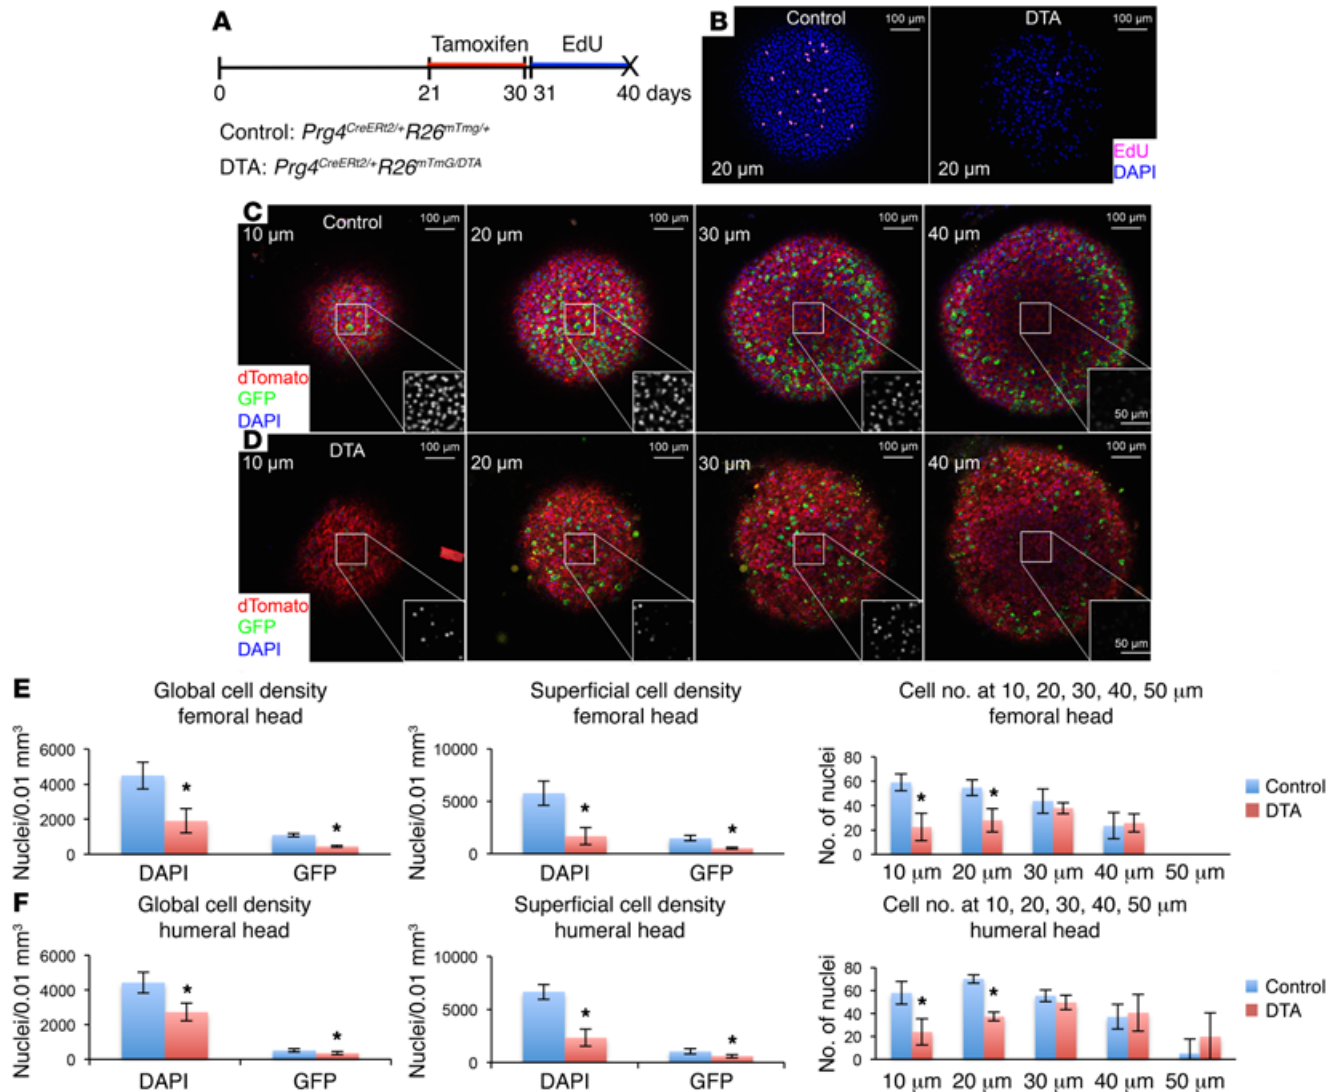 A
Tamoxifen EdU
0 21 30 31 40 days
Control: Prg4CreERt2/+R26mTmg/+
DTA: Prg4CreERt2/+R26mTmG/DTA
B
Control 100 µm
20 µm
DTA 100 µm
20 µm
EdU
DAPI
C
10 µm Control 100 µm
20 µm 100 µm
30 µm 100 µm
40 µm 100 µm
dTomato
GFP
DAPI
50 µm
D
10 µm DTA 100 µm
20 µm 100 µm
30 µm 100 µm
40 µm 100 µm
dTomato
GFP
DAPI
50 µm
E
Global cell density
femoral head
Nuclei/0.01 mm³
6000
4000
2000
0
* *
DAPI GFP
Superficial cell density
femoral head
Nuclei/0.01 mm³
10000
5000
0
* *
DAPI GFP
Cell no. at 10, 20, 30, 40, 50 µm
femoral head
No. of nuclei
80
60
40
20
0
* *
10 µm 20 µm 30 µm 40 µm 50 µm
Control
DTA
F
Global cell density
humeral head
Nuclei/0.01 mm³
6000
4000
2000
0
* *
DAPI GFP
Superficial cell density
humeral head
Nuclei/0.01 mm³
10000
5000
0
* *
DAPI GFP
Cell no. at 10, 20, 30, 40, 50 µm
humeral head
No. of nuclei
80
60
40
20
0
* *
10 µm 20 µm 30 µm 40 µm 50 µm
Control
DTA